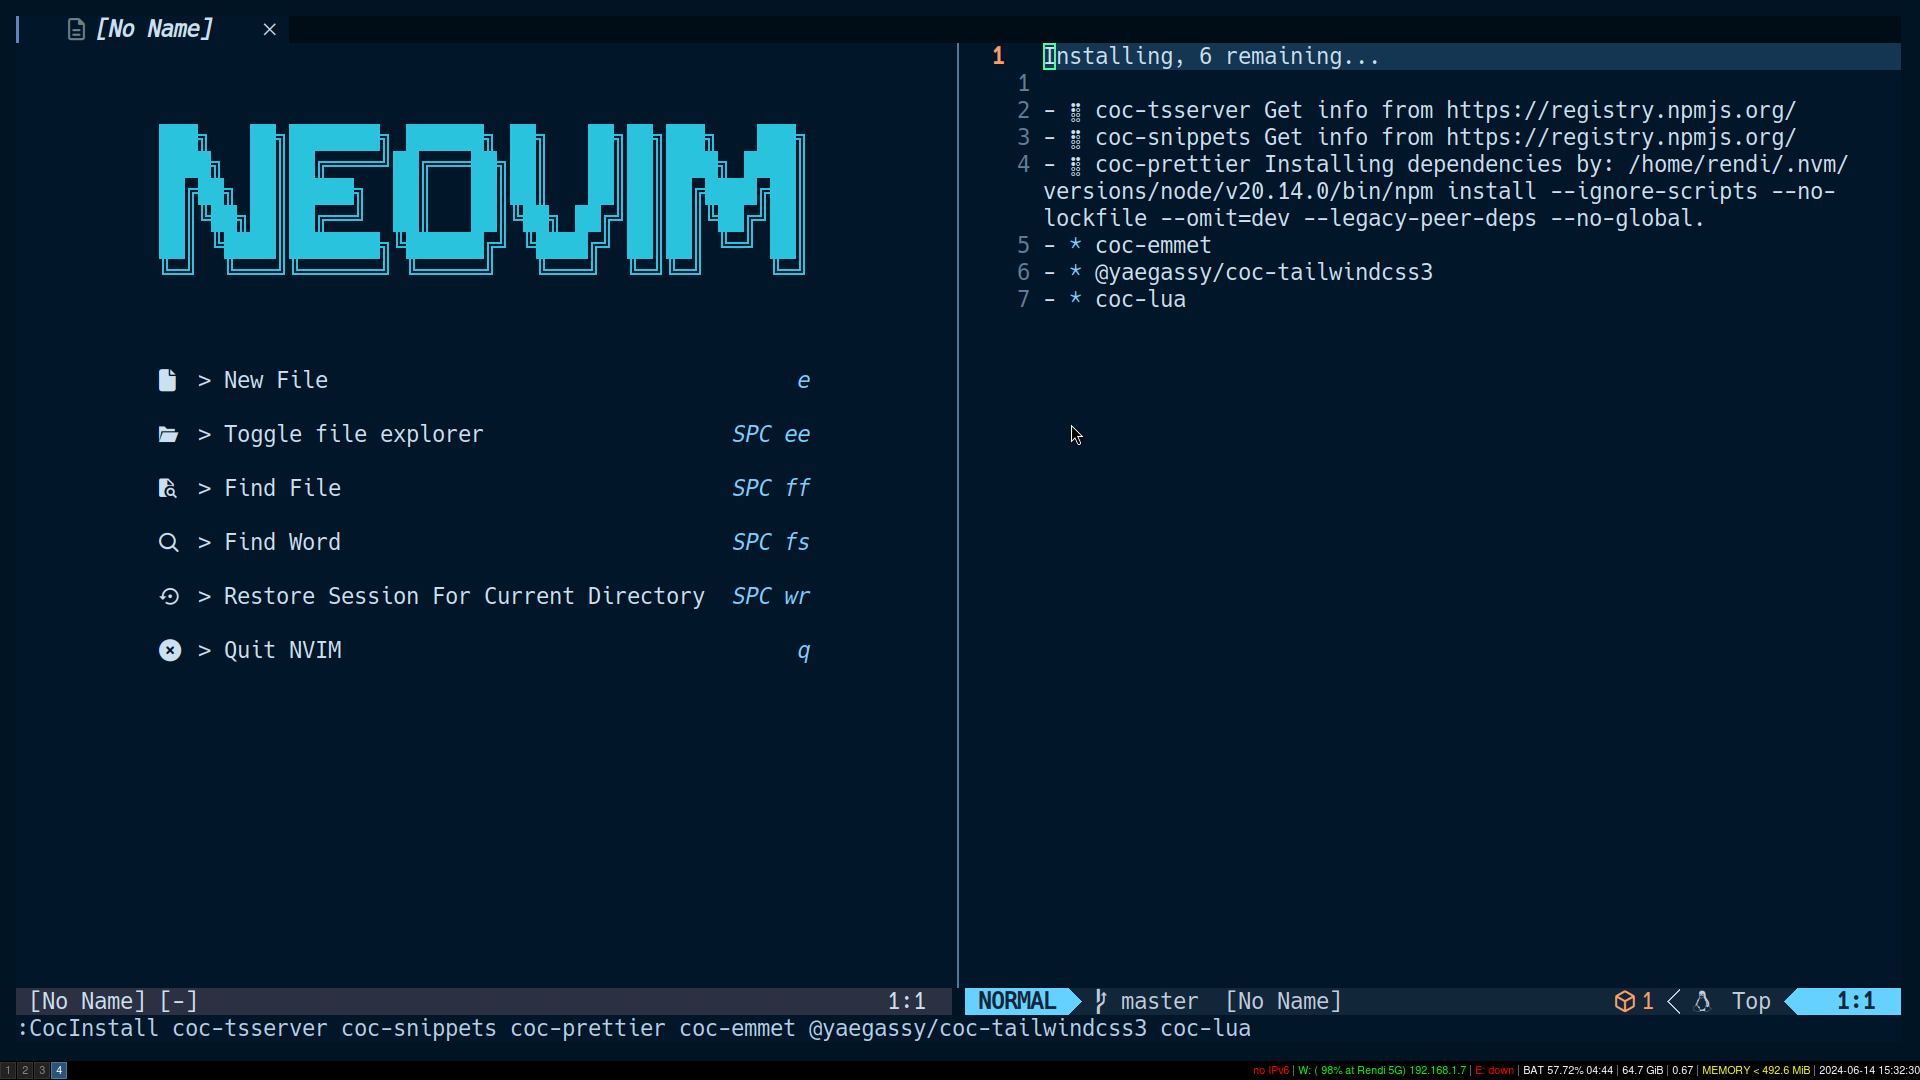 [No Name] ×
NEOVIM
> New File e
> Toggle file explorer SPC ee
> Find File SPC ff
> Find Word SPC fs
> Restore Session For Current Directory SPC wr
> Quit NVIM q
1 Installing, 6 remaining...
1
2 - ⣿ coc-tsserver Get info from https://registry.npmjs.org/
3 - ⣿ coc-snippets Get info from https://registry.npmjs.org/
4 - ⣿ coc-prettier Installing dependencies by: /home/rendi/.nvm/
versions/node/v20.14.0/bin/npm install --ignore-scripts --no-
lockfile --omit=dev --legacy-peer-deps --no-global.
5 - * coc-emmet
6 - * @yaegassy/coc-tailwindcss3
7 - * coc-lua
[No Name] [-] 1:1
NORMAL master [No Name] 1 Top 1:1
:CocInstall coc-tsserver coc-snippets coc-prettier coc-emmet @yaegassy/coc-tailwindcss3 coc-lua
1 2 3 4 no IPv6 | W: ( 98% at Rendi 5G) 192.168.1.7 | E: down | BAT 57.72% 04:44 | 64.7 GiB | 0.67 | MEMORY < 492.6 MiB | 2024-06-14 15:32:30